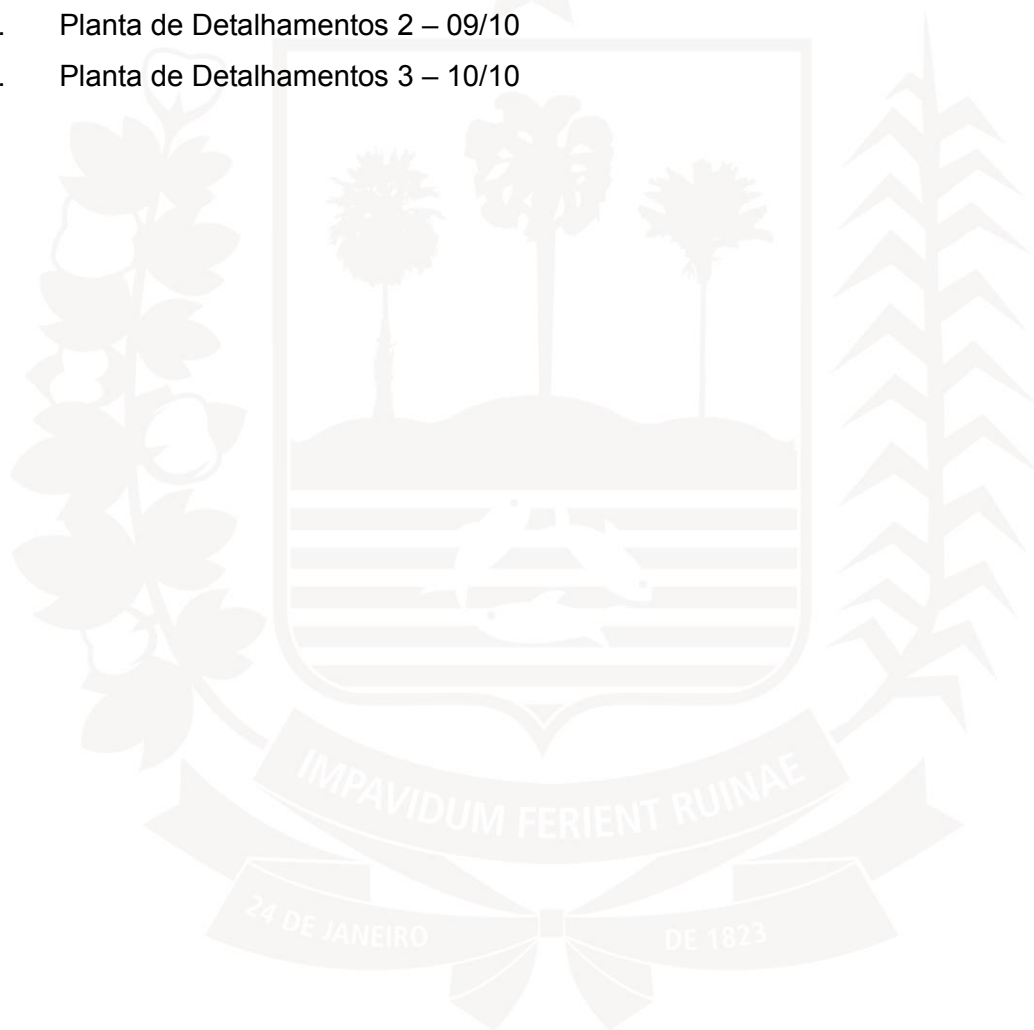 . Planta de Detalhamentos 2 – 09/10
. Planta de Detalhamentos 3 – 10/10
IMPAVIDUM FERIENT RUINAE
24 DE JANEIRO DE 1823